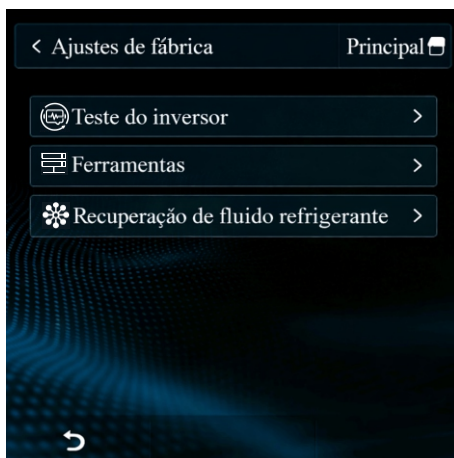 Ajustes de fábrica Principal
Teste do inversor
Ferramentas
Recuperação de fluido refrigerante